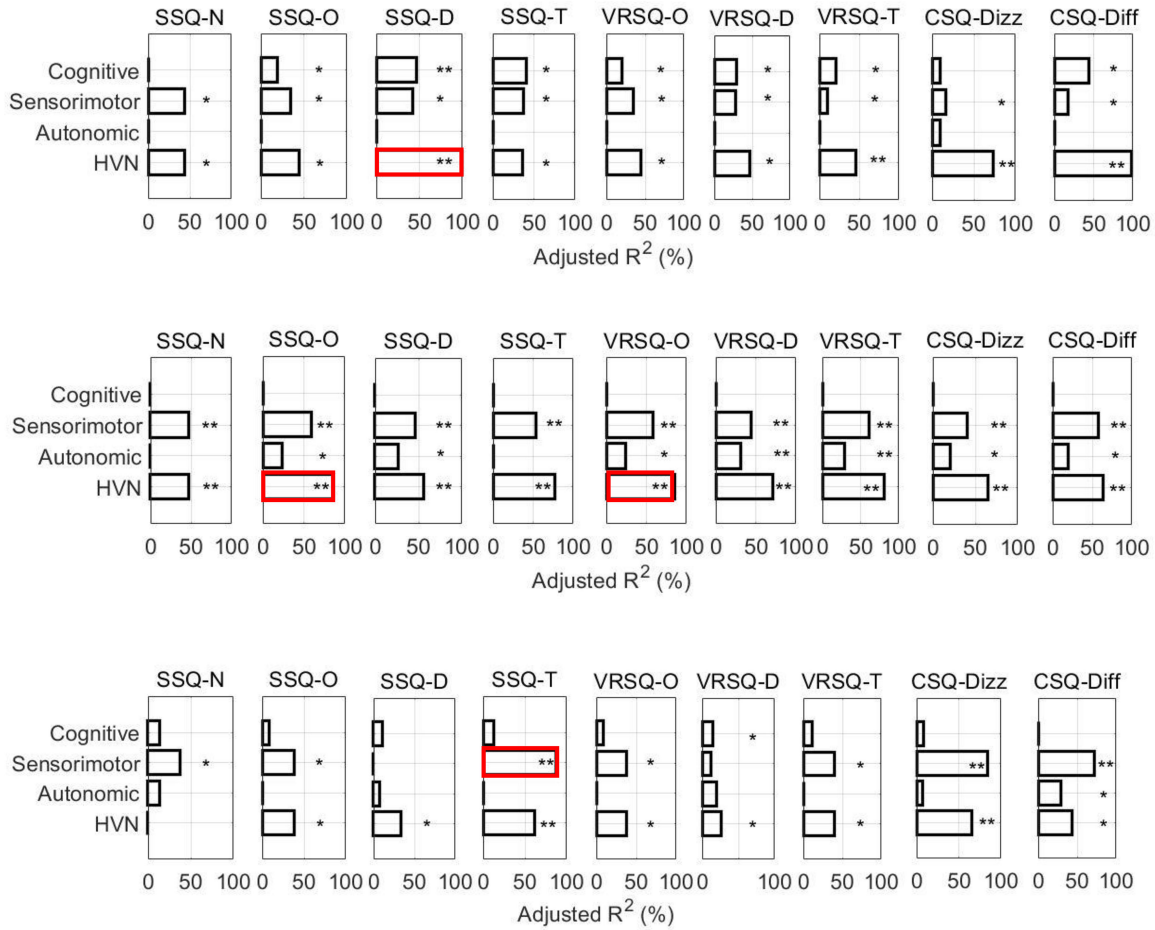 SSQ-N SSQ-O SSQ-D SSQ-T VRSQ-O VRSQ-D VRSQ-T CSQ-Dizz CSQ-Diff
Cognitive * ** * * * * *
Sensorimotor * * * * * * * * *
Autonomic
HVN * * ** * * * ** ** **
0 50 100 0 50 100 0 50 100 0 50 100 0 50 100 0 50 100 0 50 100 0 50 100 0 50 100
Adjusted R² (%)
SSQ-N SSQ-O SSQ-D SSQ-T VRSQ-O VRSQ-D VRSQ-T CSQ-Dizz CSQ-Diff
Cognitive
Sensorimotor ** ** ** ** ** ** ** ** **
Autonomic * * * ** ** * *
HVN ** ** ** ** ** ** ** ** **
0 50 100 0 50 100 0 50 100 0 50 100 0 50 100 0 50 100 0 50 100 0 50 100 0 50 100
Adjusted R² (%)
SSQ-N SSQ-O SSQ-D SSQ-T VRSQ-O VRSQ-D VRSQ-T CSQ-Dizz CSQ-Diff
Cognitive *
Sensorimotor * * ** * * ** **
Autonomic *
HVN * * ** * * * ** *
0 50 100 0 50 100 0 50 100 0 50 100 0 50 100 0 100 0 50 100 0 50 100 0 50 100
Adjusted R² (%)